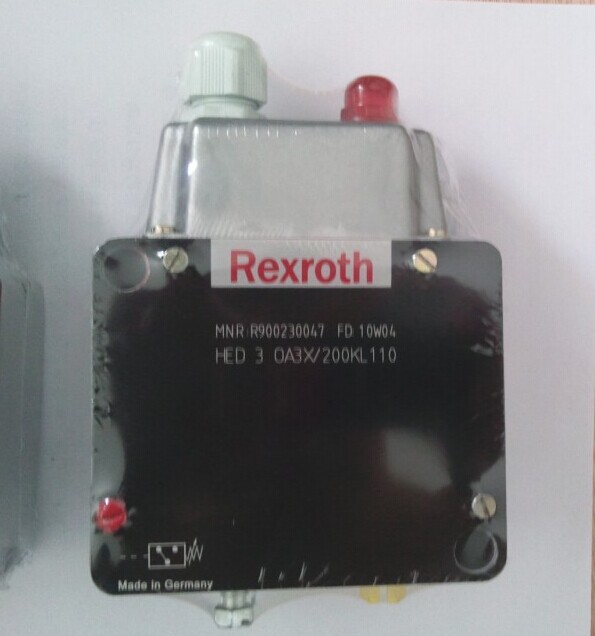 Rexroth
MNR:R900230047 FD 10W04
HED 3 OA3X/200KL110
Made in Germany